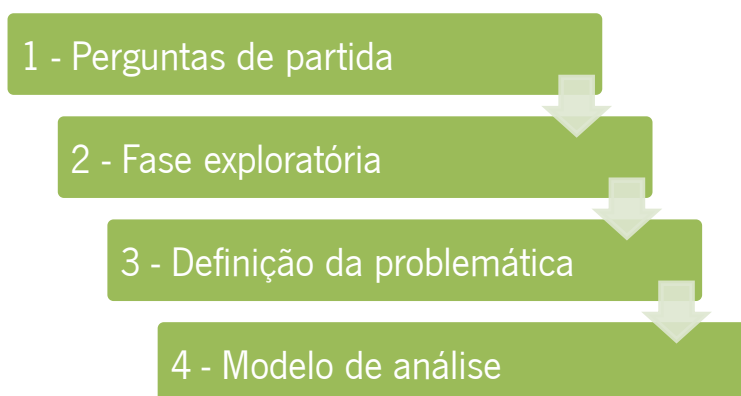 1 - Perguntas de partida
2 - Fase exploratória
3 - Definição da problemática
4 - Modelo de análise